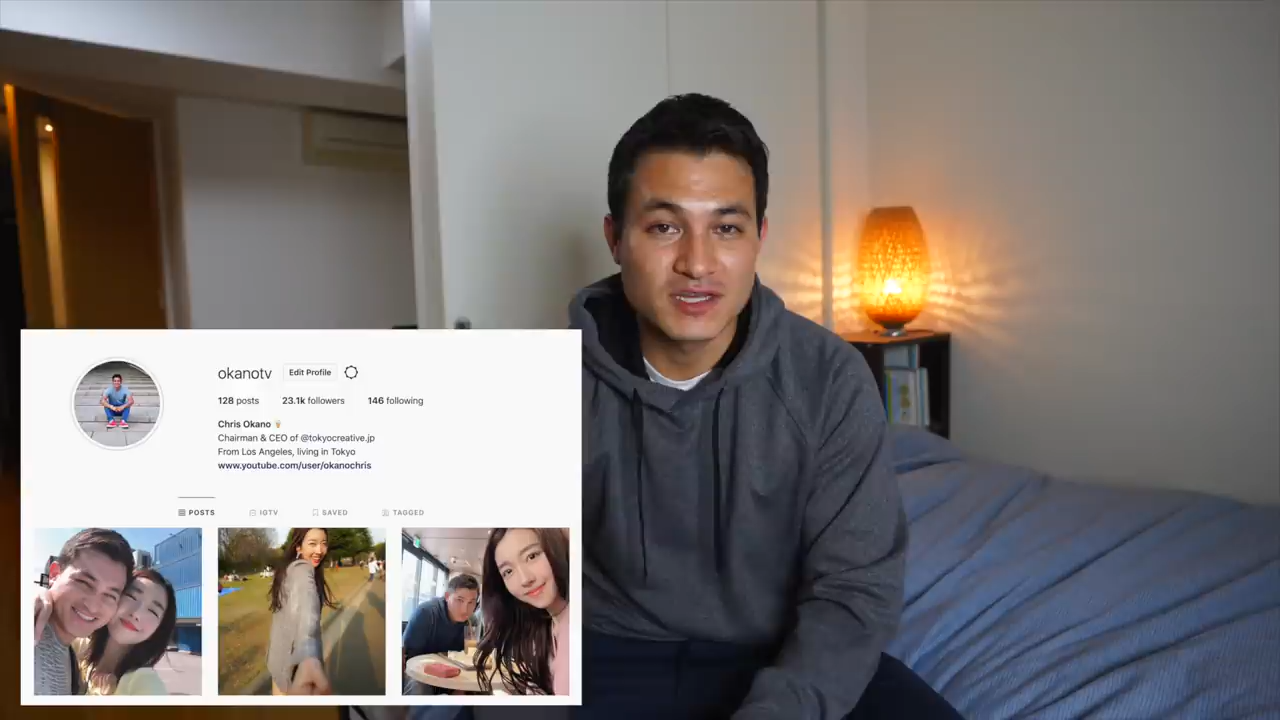 okanotv Edit Profile
128 posts 23.1k followers 146 following
Chris Okano
Chairman & CEO of @tokyocreative.jp
From Los Angeles, living in Tokyo
www.youtube.com/user/okanochris
POSTS IGTV SAVED TAGGED